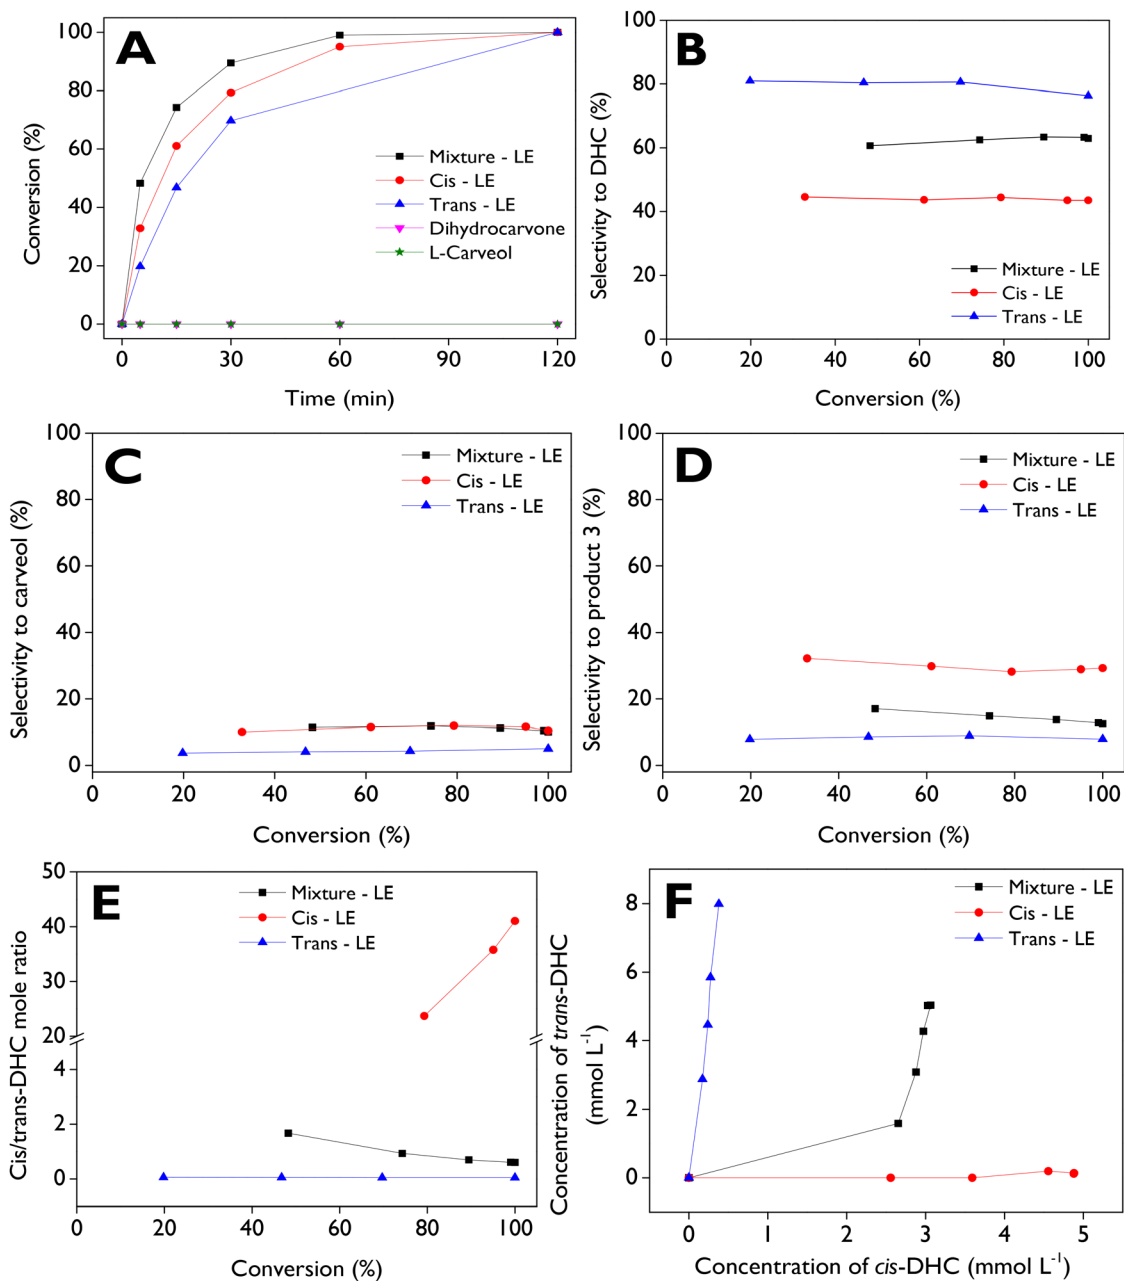 A
Conversion (%)
100
80
60
40
20
0
0
30
60
90
120
Time (min)
Mixture - LE
Cis - LE
Trans - LE
Dihydrocarvone
L-Carveol
B
Selectivity to DHC (%)
100
80
60
40
20
0
0
20
40
60
80
100
Conversion (%)
Mixture - LE
Cis - LE
Trans - LE
C
Selectivity to carveol (%)
100
80
60
40
20
0
0
20
40
60
80
100
Conversion (%)
Mixture - LE
Cis - LE
Trans - LE
D
Selectivity to product 3 (%)
100
80
60
40
20
0
0
20
40
60
80
100
Conversion (%)
Mixture - LE
Cis - LE
Trans - LE
E
Cis/trans-DHC mole ratio
50
40
30
20
4
2
0
0
20
40
60
80
100
Conversion (%)
Mixture - LE
Cis - LE
Trans - LE
F
Concentration of trans-DHC
(mmol L⁻¹)
8
6
4
2
0
0
1
2
3
4
5
Concentration of cis-DHC (mmol L⁻¹)
Mixture - LE
Cis - LE
Trans - LE